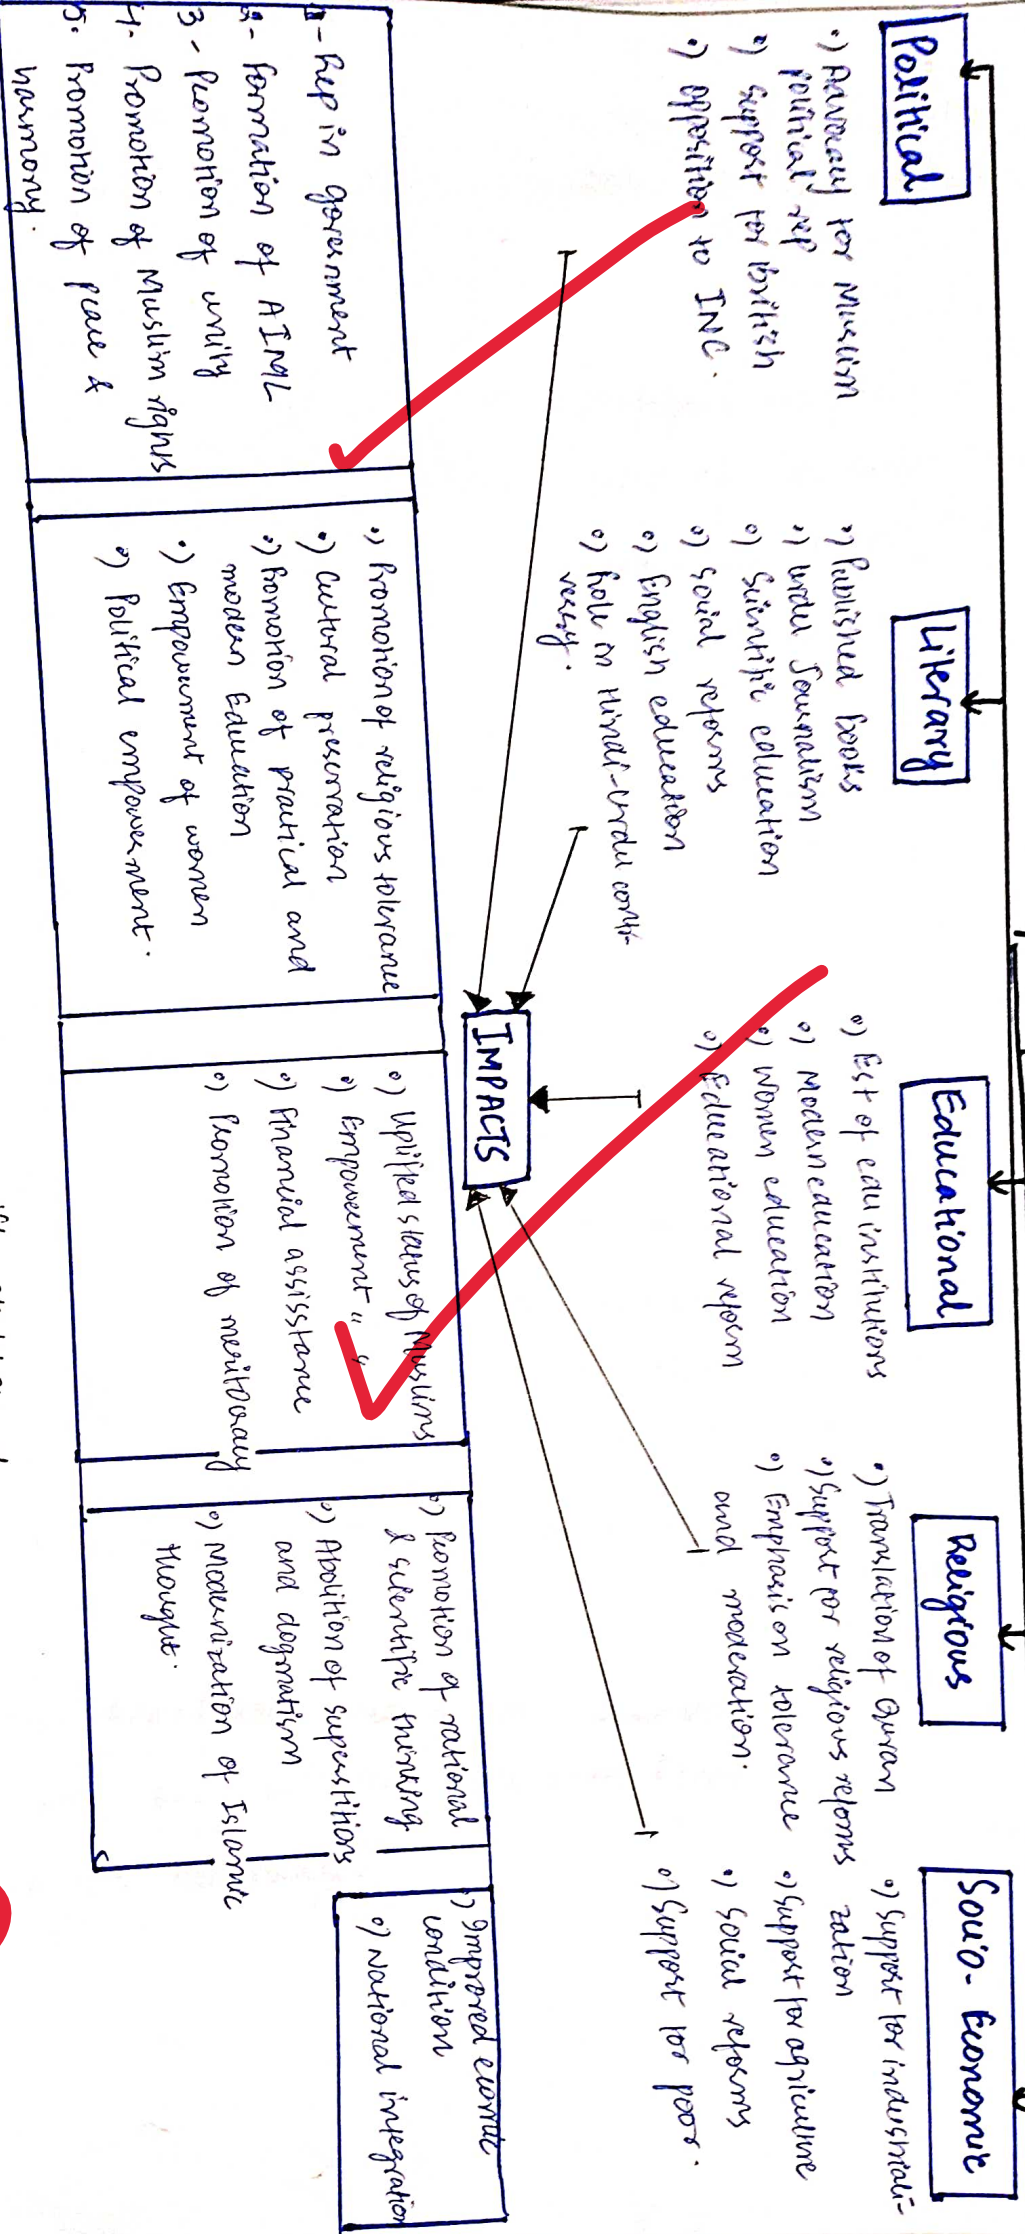 Political
•) Advocacy for Muslim
political rep
•) Support for British
•) opposition to INC.
Literary
•) Published books
•) Urdu Journalism
•) Scientific education
•) Social reforms
•) English education
•) Role in Hindi-Urdu contr-
versy.
Educational
•) Est of edu institutions
•) Modern education
•) Women education
•) Educational reform
Religious
•) Translation of Quran
•) Support for religious reforms
•) Emphasis on tolerance
and moderation.
Socio-Economic
•) Support for industriali-
zation
•) Support for agriculture
•) Social reforms
•) Support for poor.
IMPACTS
1- Rep in government
2- Formation of AIML
3- Promotion of unity
4. Promotion of Muslim rights
5. Promotion of peace &
harmony.
•) Promotion of religious tolerance
•) Cultural preservation
•) Promotion of practical and
modern Education
•) Empowerment of women
•) Political empowerment.
•) Uplifted status of Muslims
•) Empowerment " "
•) Financial assistance
•) Promotion of meritocracy
•) Promotion of rational
& scientific thinking
•) Abolition of superstitions
and dogmatism
•) Modernization of Islamic
thought.
•) Improved ecomic
condition
•) National integration